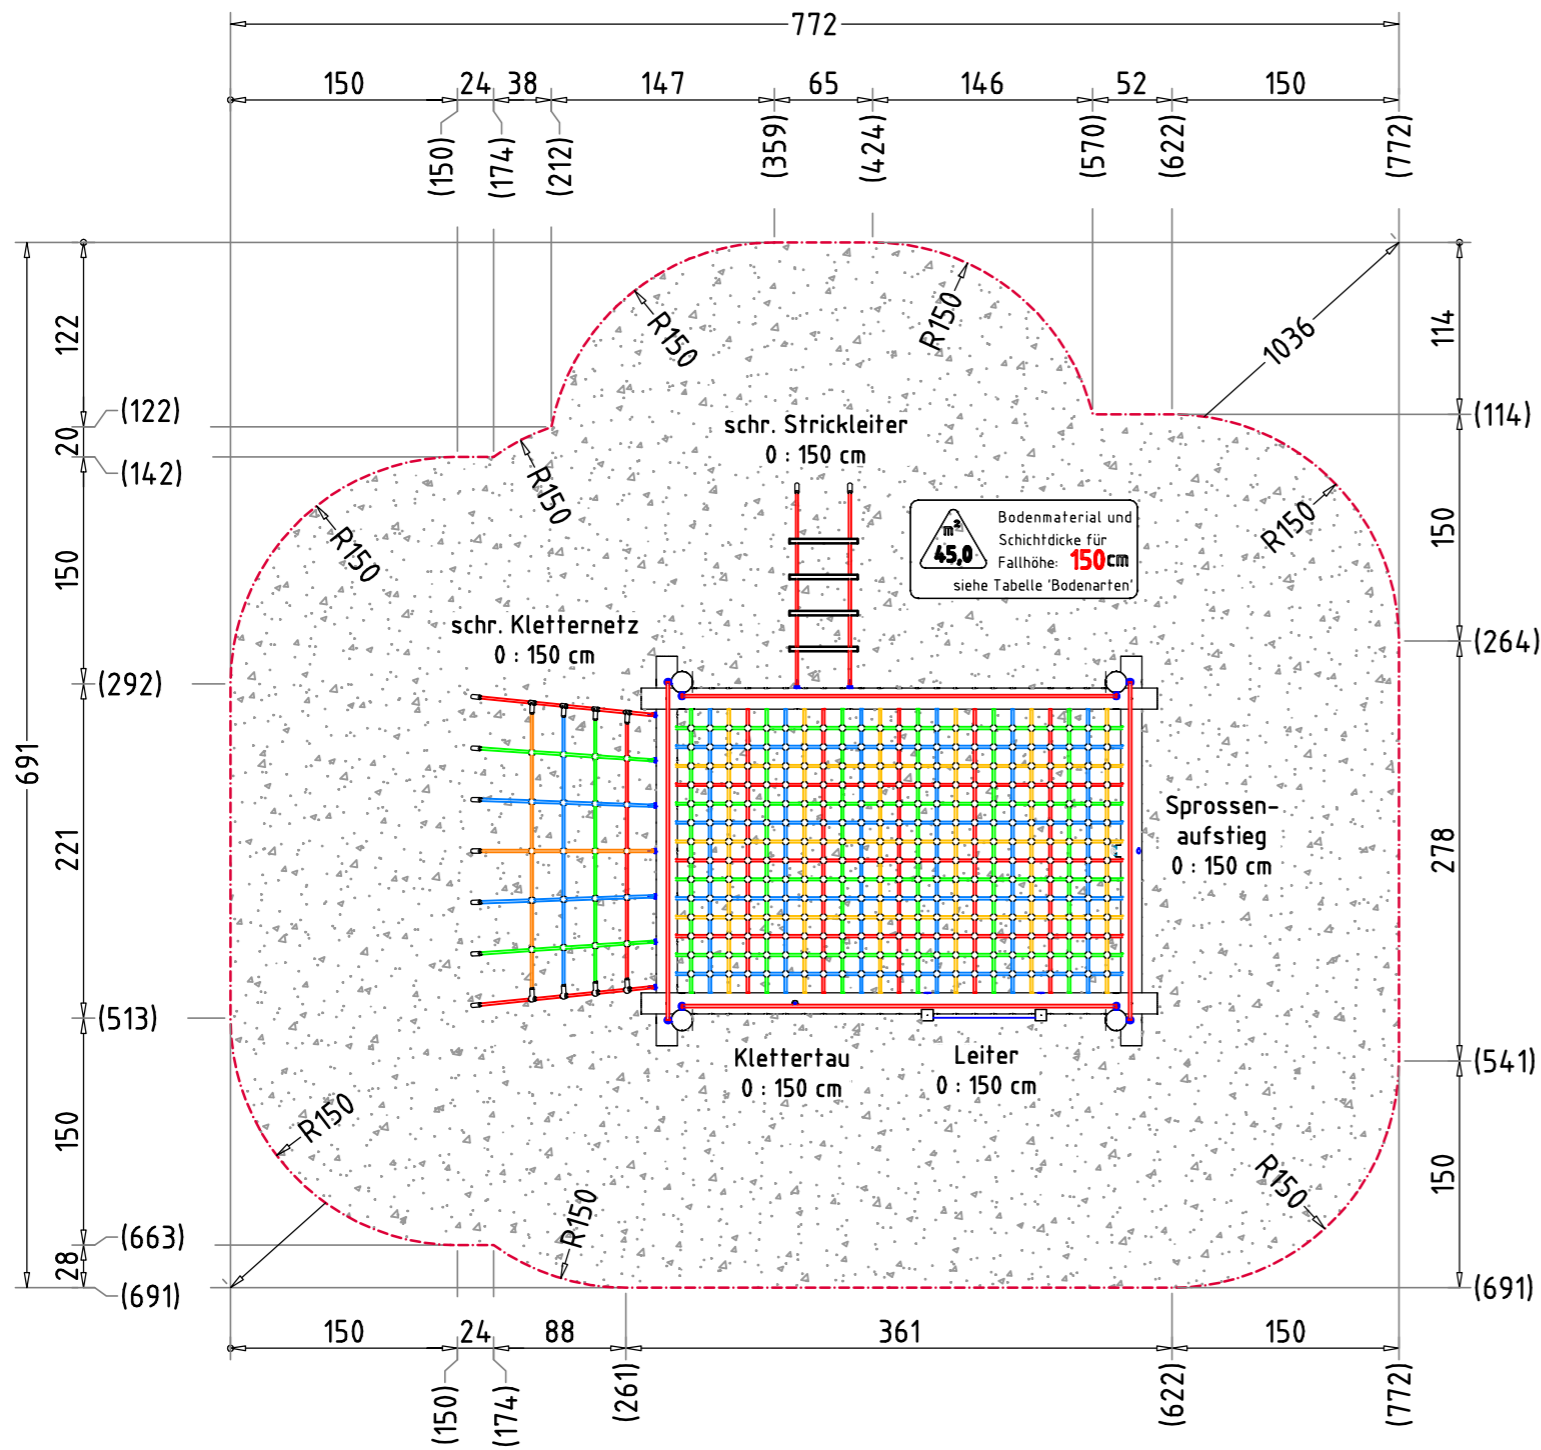 772
150
24
38
147
65
146
52
150
(150)
(174)
(212)
(359)
(424)
(570)
(622)
(772)
691
122
(122)
20
(142)
150
(292)
221
(513)
150
(663)
28
(691)
114
(114)
150
(264)
278
(541)
150
(691)
1036
R150
R150
R150
R150
R150
R150
R150
R150
schr. Strickleiter
0 : 150 cm
m²
45,0
Bodenmaterial und
Schichtdicke für
Fallhöhe: 150cm
siehe Tabelle 'Bodenarten'
schr. Kletternetz
0 : 150 cm
Sprossen-
aufstieg
0 : 150 cm
Klettertau
0 : 150 cm
Leiter
0 : 150 cm
150
24
88
361
150
(150)
(174)
(261)
(622)
(772)